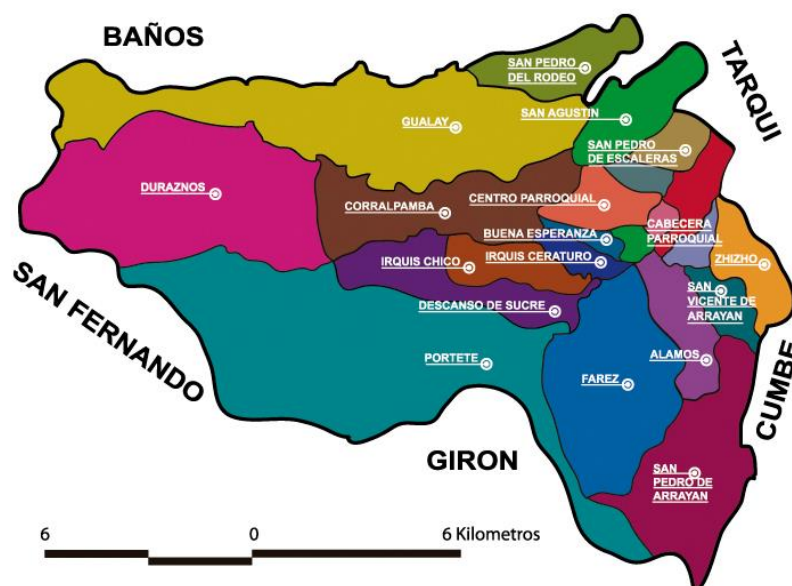 BAÑOS
TARQUI
SAN PEDRO
DEL RODEO
SAN AGUSTIN
GUALAY
SAN PEDRO
DE ESCALERAS
DURAZNOS
CORRALPAMBA
CENTRO PARROQUIAL
CABECERA
PARROQUIAL
BUENA ESPERANZA
IRQUIS CHICO
IRQUIS CERATURO
ZHIZHO
SAN
VICENTE DE
ARRAYAN
DESCANSO DE SUCRE
SAN FERNANDO
PORTETE
ALAMOS
FAREZ
CUMBE
GIRON
SAN
PEDRO DE
ARRAYAN
6 0 6 Kilometros